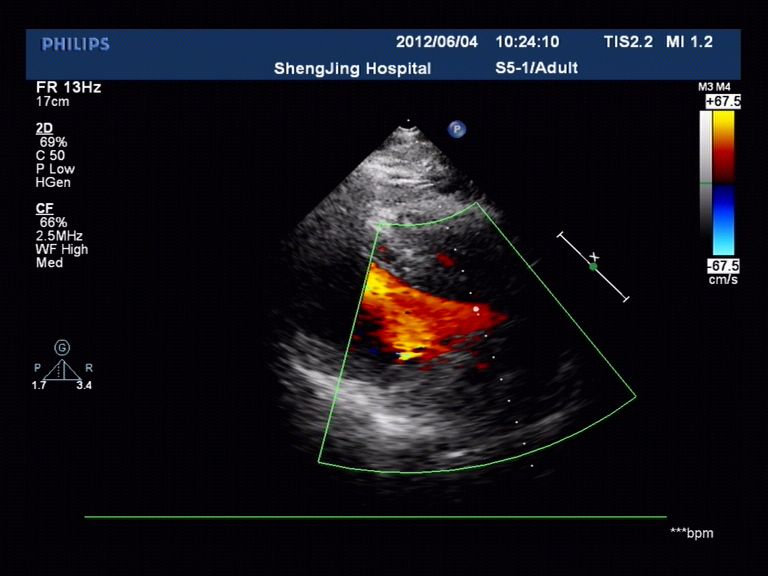 PHILIPS
2012/06/04 10:24:10 TIS2.2 MI 1.2
ShengJing Hospital S5-1/Adult
FR 13Hz
17cm
2D
69%
C 50
P Low
HGen
CF
66%
2.5MHz
WF High
Med
M3 M4
+67.5
-67.5
cm/s
P
X
G
P R
1.7 3.4
***bpm